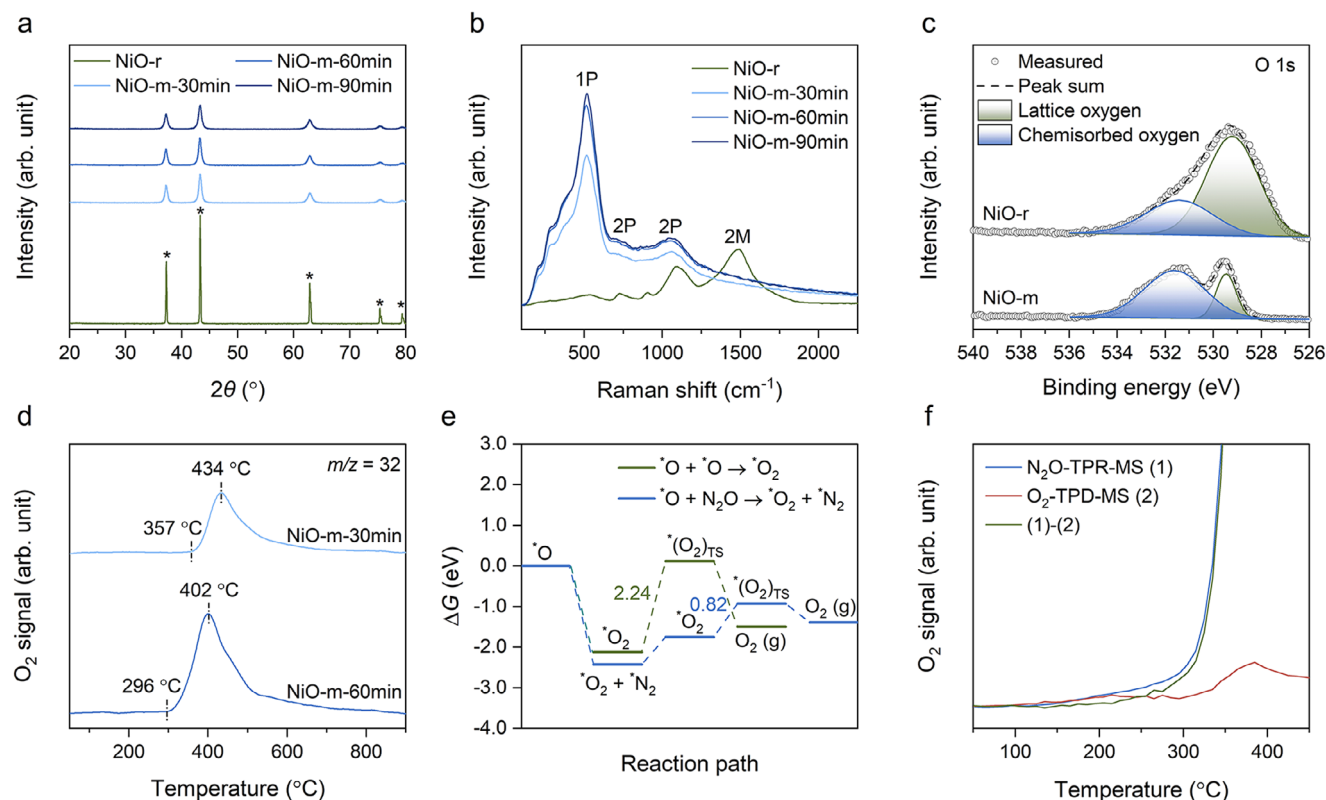 a
NiO-r
NiO-m-60min
NiO-m-30min
NiO-m-90min
*
*
*
*
*
Intensity (arb. unit)
20 30 40 50 60 70 80
2θ (°)
b
NiO-r
NiO-m-30min
NiO-m-60min
NiO-m-90min
1P
2P
2P
2M
Intensity (arb. unit)
500 1000 1500 2000
Raman shift (cm⁻¹)
c
Measured
O 1s
Peak sum
Lattice oxygen
Chemisorbed oxygen
NiO-r
NiO-m
Intensity (arb. unit)
540 538 536 534 532 530 528 526
Binding energy (eV)
d
434 °C
m/z = 32
357 °C
NiO-m-30min
402 °C
296 °C
NiO-m-60min
O₂ signal (arb. unit)
200 400 600 800
Temperature (°C)
e
3.0
2.0
1.0
0.0
-1.0
-2.0
-3.0
-4.0
ΔG (eV)
*O + *O → *O₂
*O + N₂O → *O₂ + *N₂
*O
*(O₂)TS
2.24
*(O₂)TS
0.82
*O₂
O₂ (g)
*O₂
O₂ (g)
*O₂ + *N₂
Reaction path
f
N₂O-TPR-MS (1)
O₂-TPD-MS (2)
(1)-(2)
O₂ signal (arb. unit)
100 200 300 400
Temperature (°C)